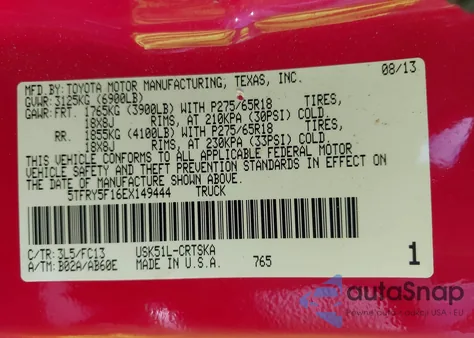 MFD.BY:TOYOTA MOTOR MANUFACTURING, TEXAS, INC. 08/13
GVWR: 3125KG (6900LB)
GAWR:FRT. 1765KG (3900LB) WITH P275/65R18 TIRES,
18X8J RIMS, AT 210KPA (30PSI) COLD
RR. 1855KG (4100LB) WITH P275/65R18 TIRES,
18X8J RIMS, AT 230KPA (33PSI) COLD
THIS VEHICLE CONFORMS TO ALL APPLICABLE FEDERAL MOTOR
VEHICLE SAFETY AND THEFT PREVENTION STANDARDS IN EFFECT ON
THE DATE OF MANUFACTURE SHOWN ABOVE.
5TFRY5F16EX149444 TRUCK
C/TR:3L5/FC13 USK51L-CRTSKA
A/TM: B02A/AB60E MADE IN U.S.A. 765 1
autoSnap
Powne autoandbda US - EU